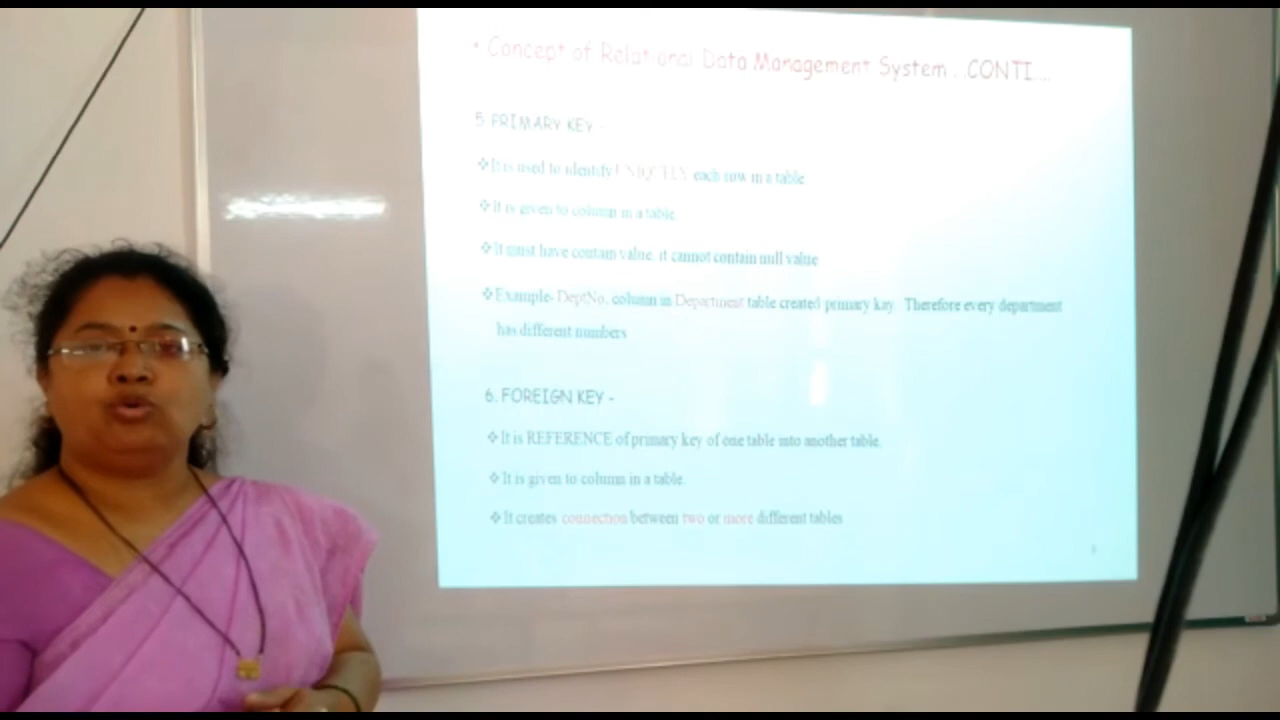 • Concept of Relational Data Management System ..CONTI....
5. PRIMARY KEY -
❖It is used to identify UNIQUELY each row in a table
❖It is given to column in a table
❖It must have contain value, it cannot contain null value
❖Example- DeptNo. column in Department table created primary kay. Therefore every department
has different numbers
6. FOREIGN KEY -
❖It is REFERENCE of primary key of one table into another table.
❖It is given to column in a table.
❖It creates connection between two or more different tables